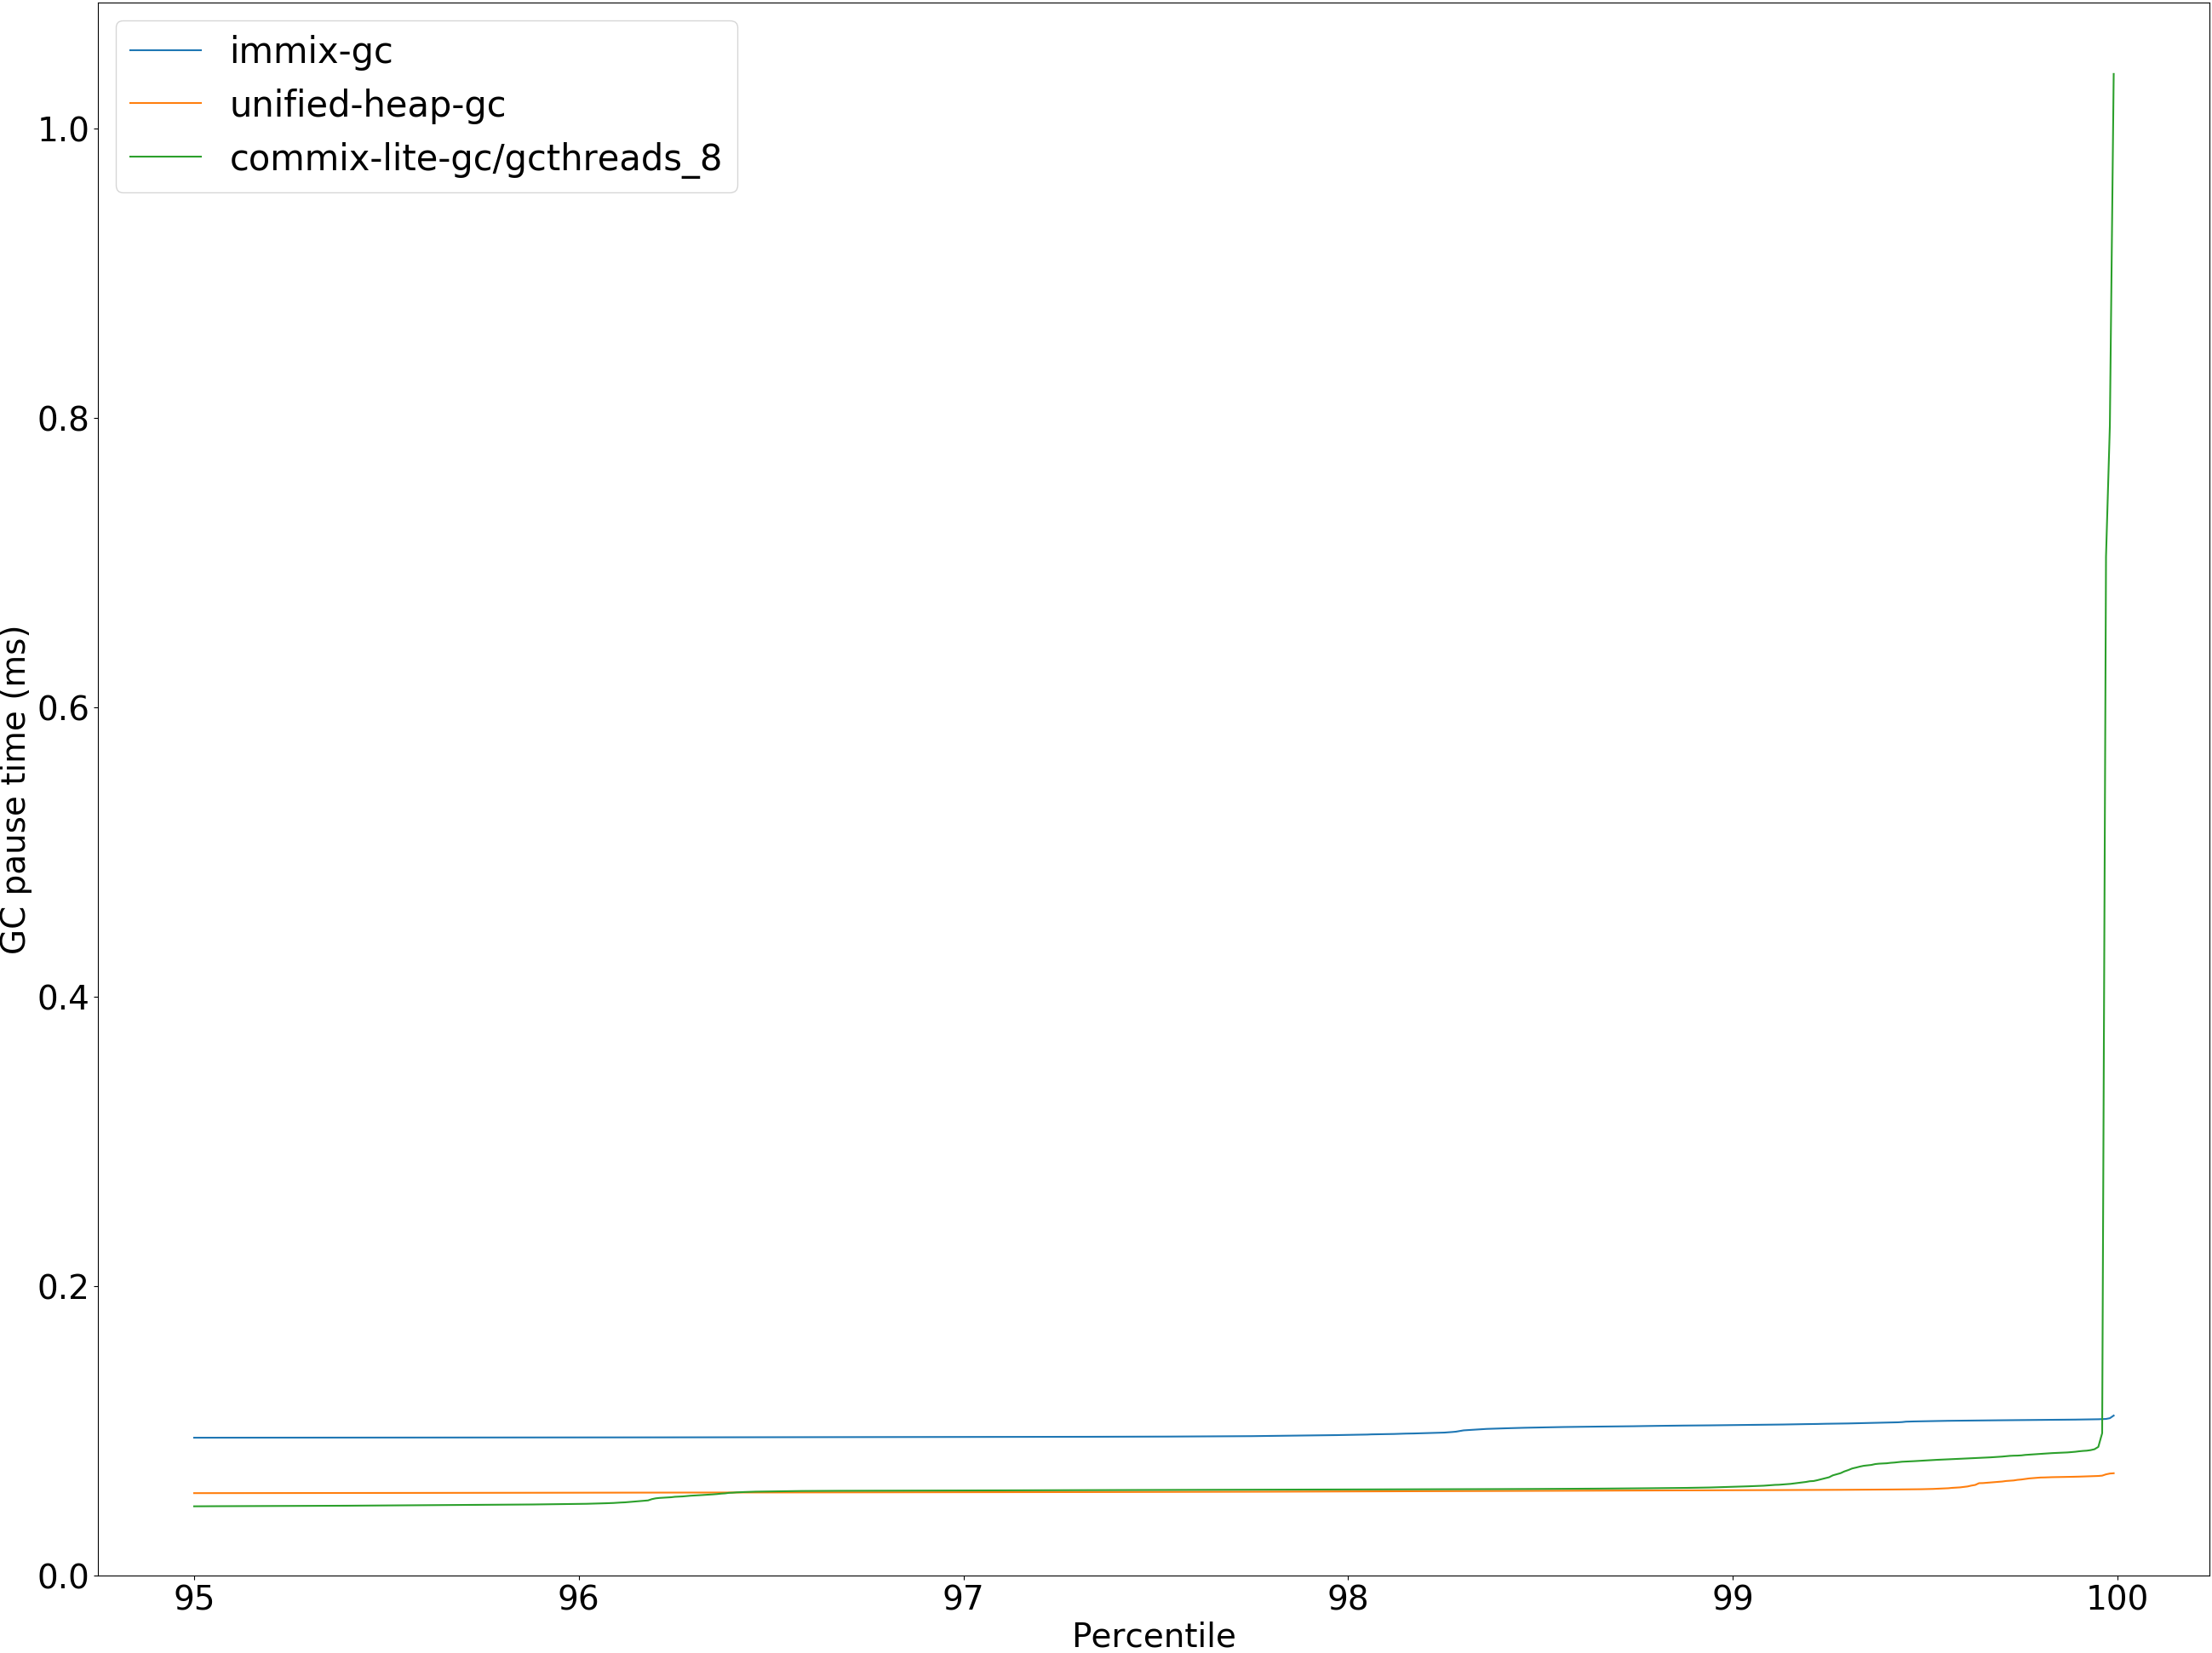 immix-gc
unified-heap-gc
commix-lite-gc/gcthreads_8
1.0
0.8
0.6
0.4
0.2
0.0
GC pause time (ms)
95 96 97 98 99 100
Percentile